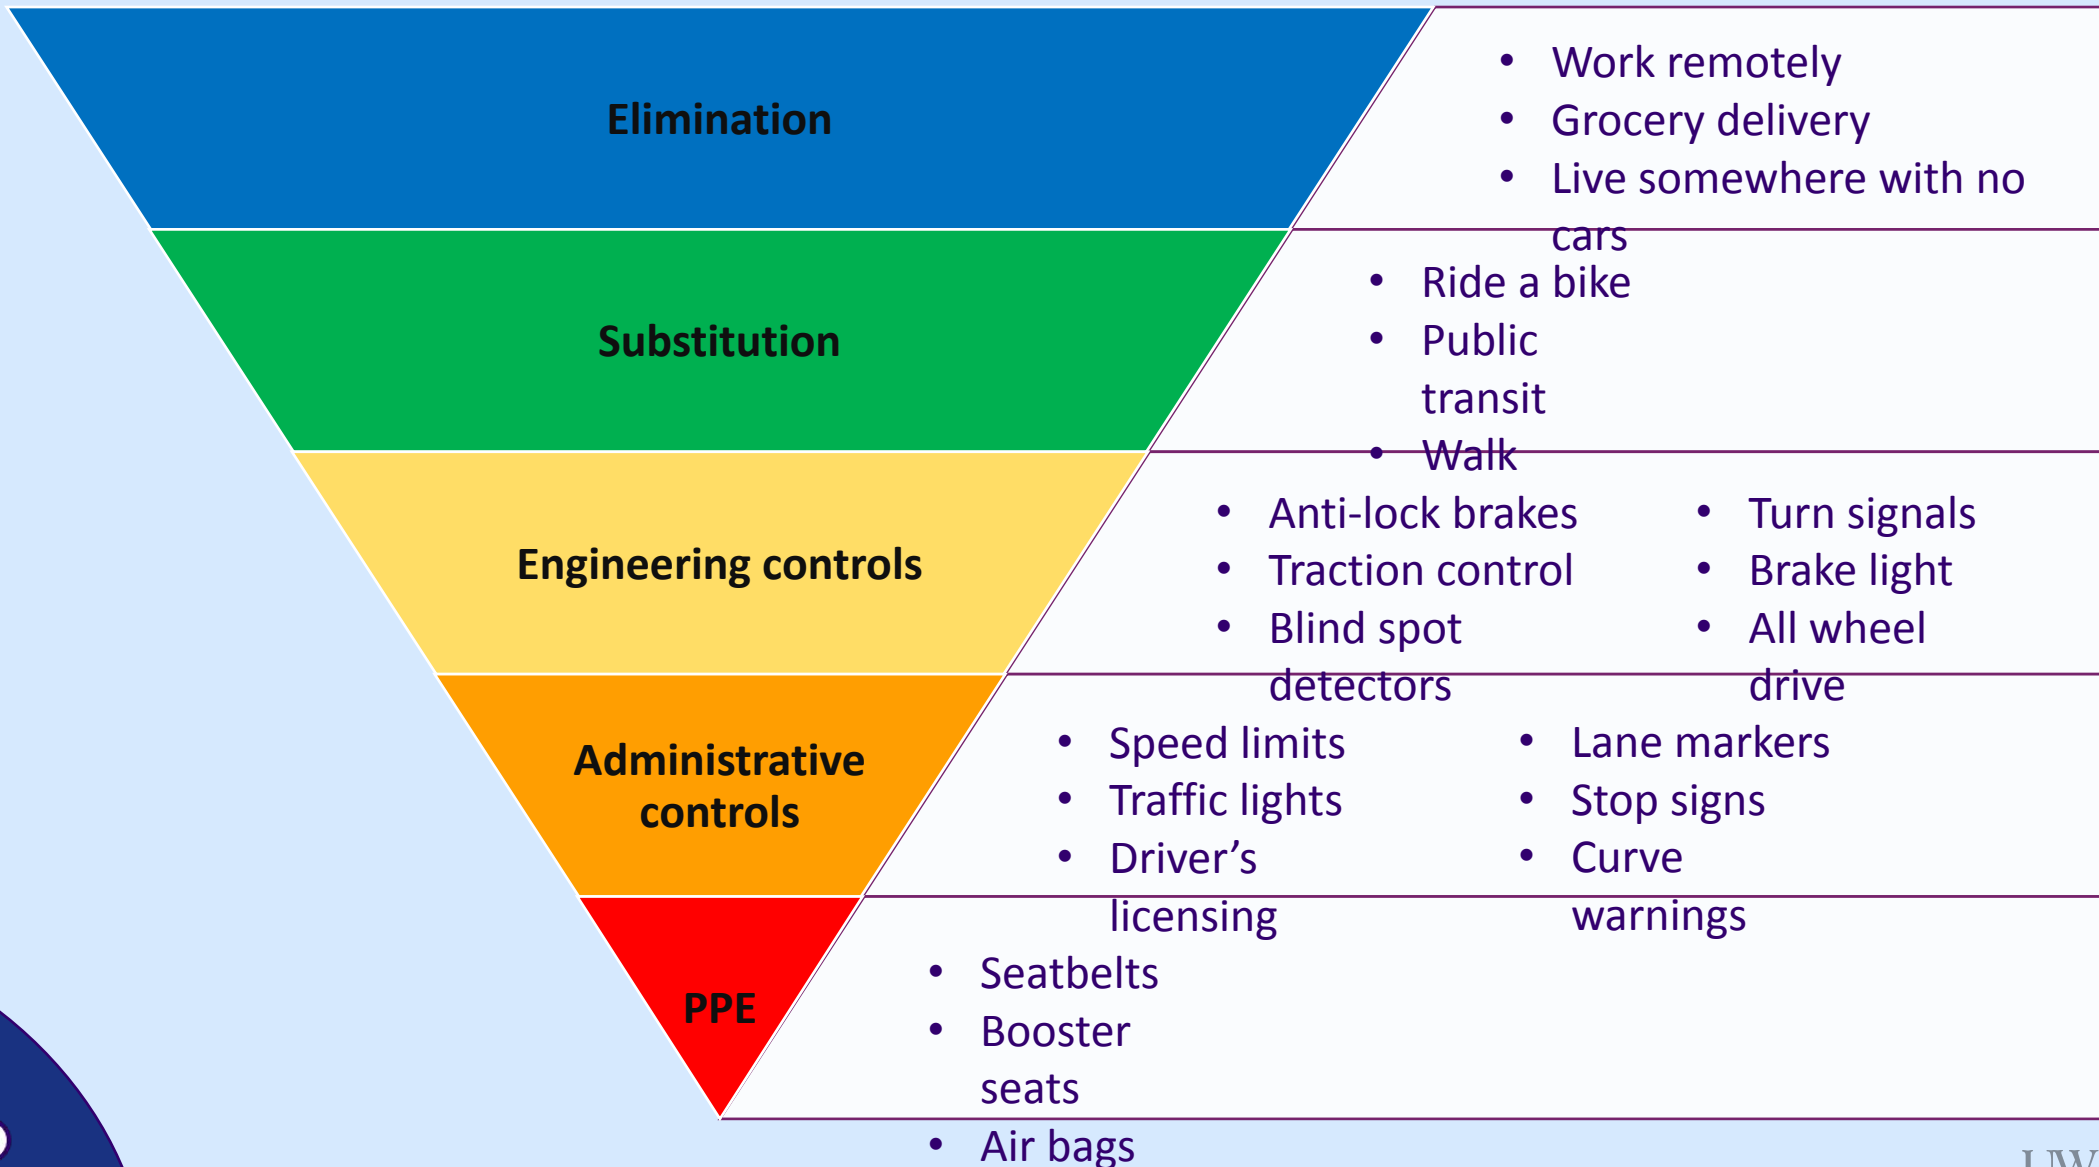 Elimination
• Work remotely
• Grocery delivery
• Live somewhere with no
cars
Substitution
• Ride a bike
• Public
transit
• Walk
Engineering controls
• Anti-lock brakes
• Traction control
• Blind spot
detectors
• Turn signals
• Brake light
• All wheel
drive
Administrative
controls
• Speed limits
• Traffic lights
• Driver’s
licensing
• Lane markers
• Stop signs
• Curve
warnings
PPE
• Seatbelts
• Booster
seats
• Air bags